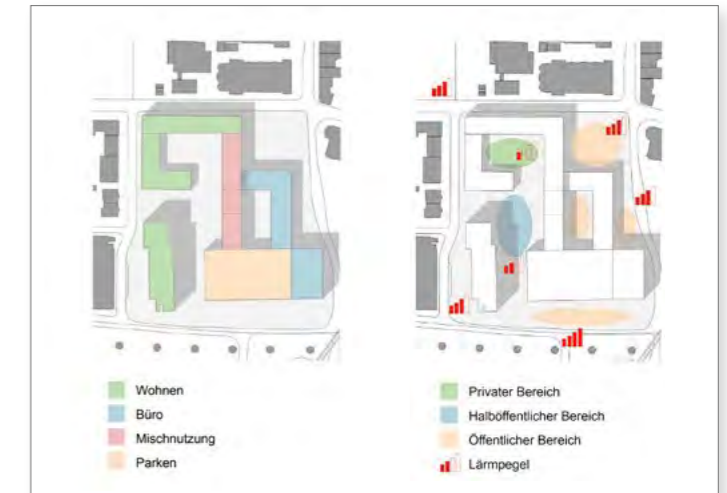 Wohnen
Büro
Mischnutzung
Parken
Privater Bereich
Halböffentlicher Bereich
Öffentlicher Bereich
Lärmpegel